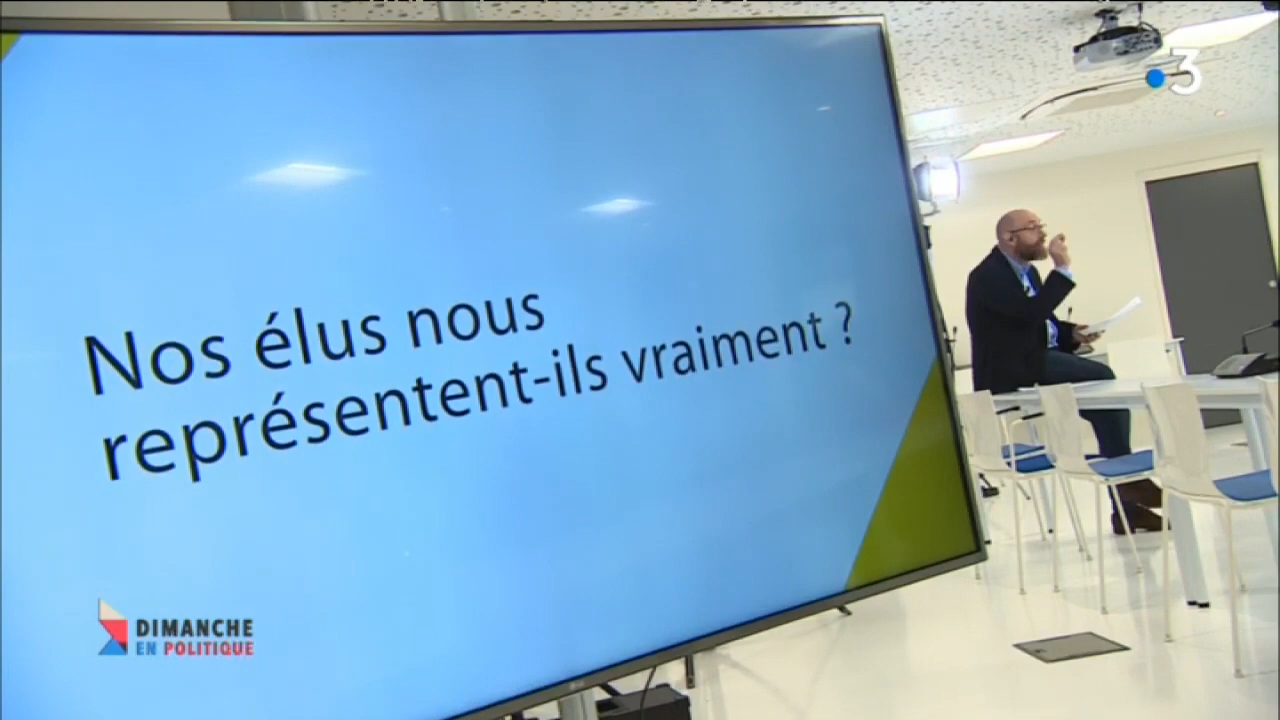 3
Nos élus nous
représentent-ils vraiment ?
DIMANCHE
EN POLITIQUE